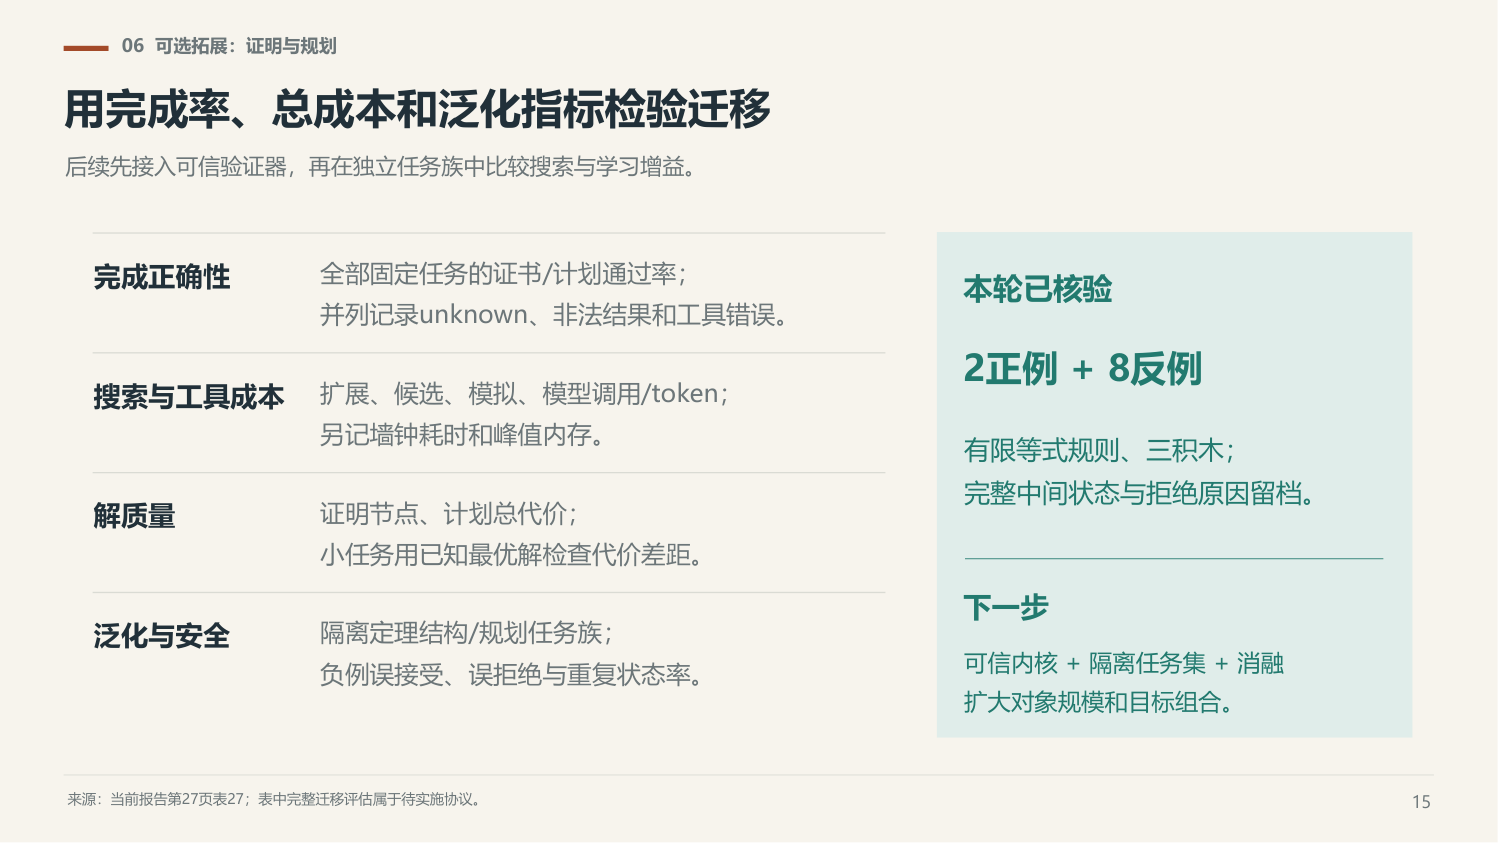 06 可选拓展：证明与规划
用完成率、总成本和泛化指标检验迁移
后续先接入可信验证器，再在独立任务族中比较搜索与学习增益。
完成正确性
全部固定任务的证书/计划通过率；
并列记录unknown、非法结果和工具错误。
搜索与工具成本
扩展、候选、模拟、模型调用/token；
另记墙钟耗时和峰值内存。
解质量
证明节点、计划总代价；
小任务用已知最优解检查代价差距。
泛化与安全
隔离定理结构/规划任务族；
负例误接受、误拒绝与重复状态率。
本轮已核验
2正例 + 8反例
有限等式规则、三积木；
完整中间状态与拒绝原因留档。
下一步
可信内核 + 隔离任务集 + 消融
扩大对象规模和目标组合。
来源：当前报告第27页表27；表中完整迁移评估属于待实施协议。
15